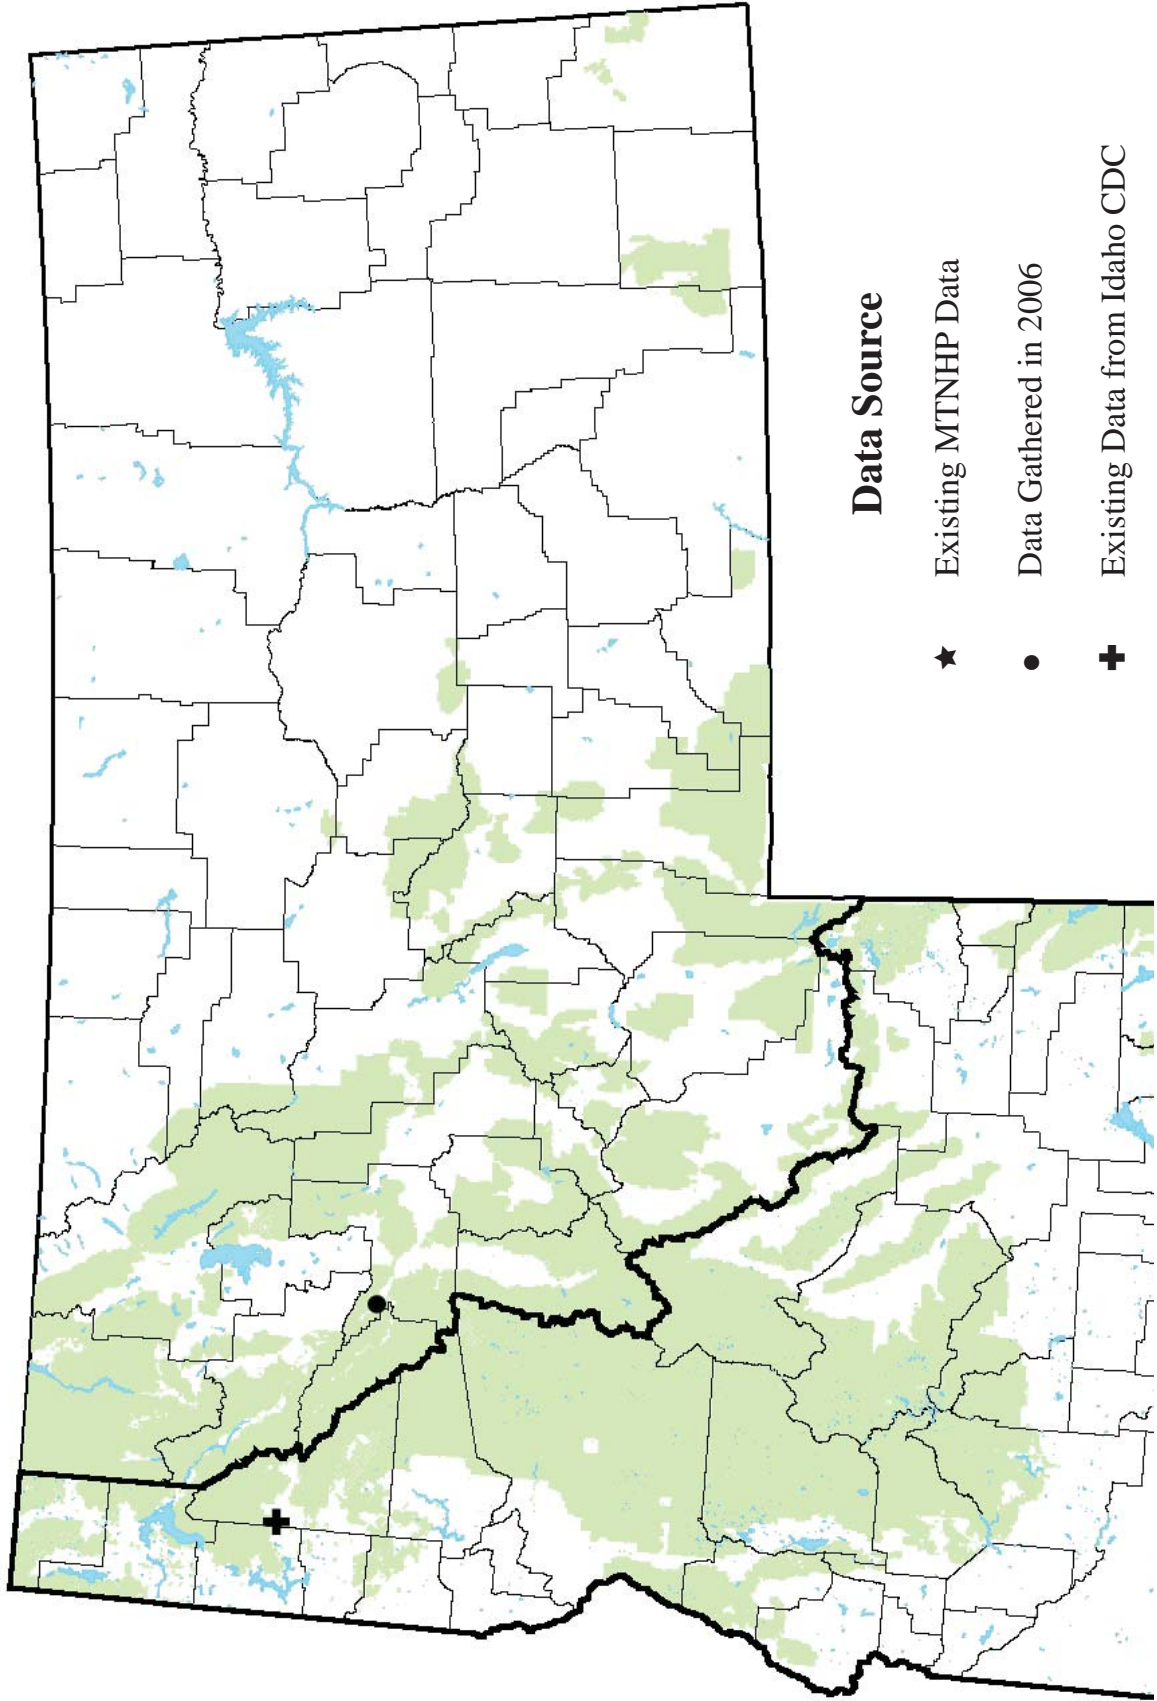 Data Source
Existing MTNHP Data
Data Gathered in 2006
Existing Data from Idaho CDC